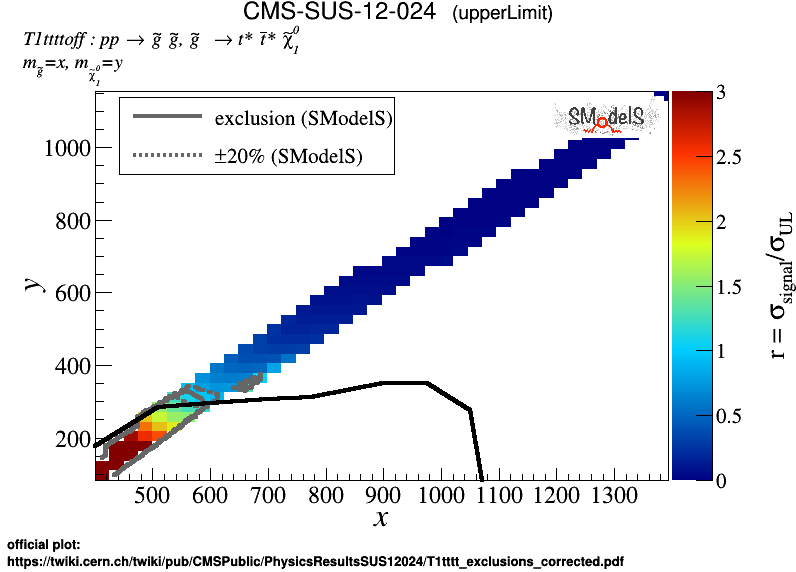 CMS-SUS-12-024 (upperLimit)
T1ttttoff : pp → g̃ g̃, g̃ → t* t̄* χ̃⁰₁
m_g̃=x, m_χ̃⁰₁=y
exclusion (SModelS)
±20% (SModelS)
SModelS
1000
800
600
400
200
y
500 600 700 800 900 1000 1100 1200 1300
x
3
2.5
2
1.5
1
0.5
0
r = σ_signal/σ_UL
official plot:
https://twiki.cern.ch/twiki/pub/CMSPublic/PhysicsResultsSUS12024/T1tttt_exclusions_corrected.pdf